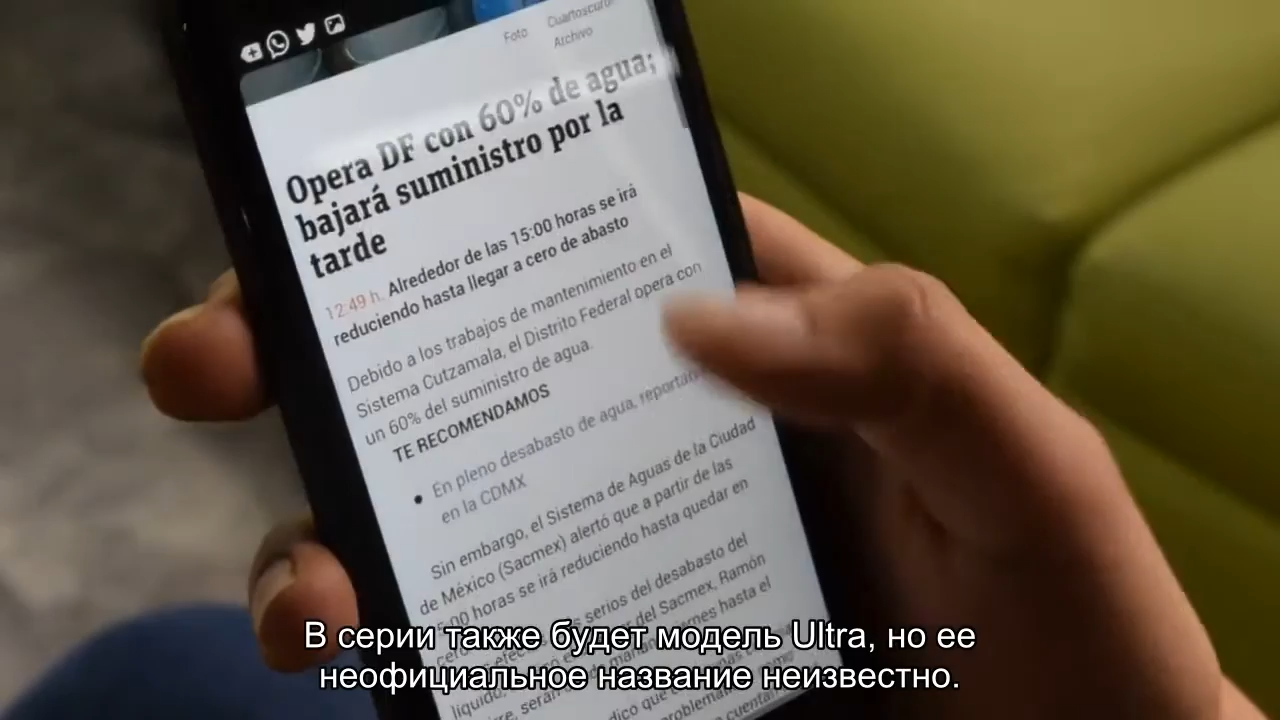 Foto
Cuartoscuro/
Archivo
Opera DF con 60% de agua;
bajará suministro por la
tarde
12:49 h. Alrededor de las 15:00 horas se irá
reduciendo hasta llegar a cero de abasto
Debido a los trabajos de mantenimiento en el
Sistema Cutzamala, el Distrito Federal opera con
un 60% del suministro de agua.
TE RECOMENDAMOS
En pleno desabasto de agua,
en la CDMX
Sin embargo, el Sistema de Aguas de la Ciudad
de México (Sacmex) alertó que a partir de las
horas se irá reduciendo hasta quedar en
serios del desabasto del
del Sacmex, Ramón
hasta el
В серии также будет модель Ultra, но ее
неофициальное название неизвестно.